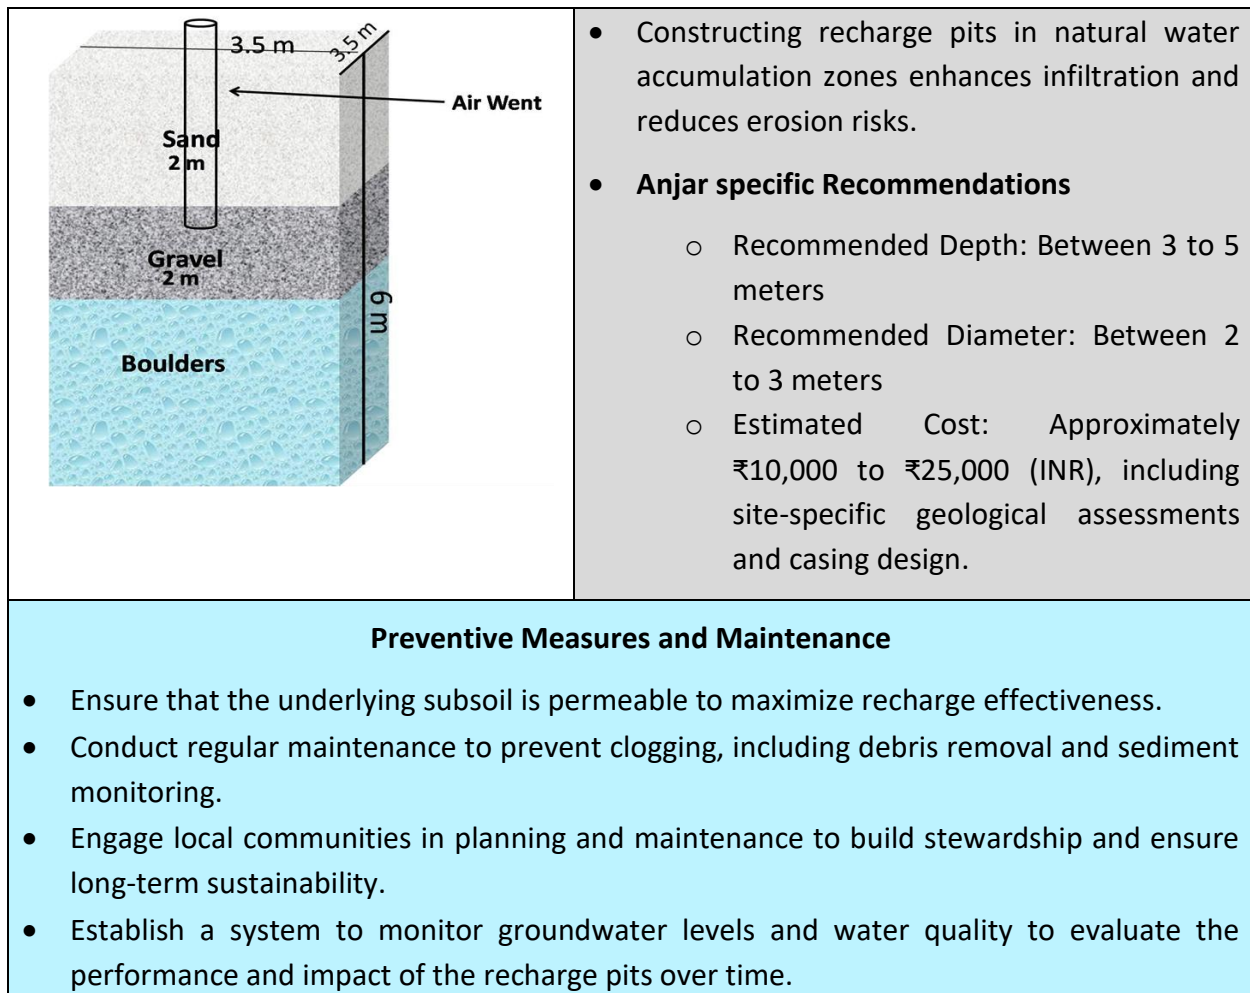 3.5 m
3.5 m
Air Went
Sand
2 m
Gravel
2 m
6 m
Boulders
• Constructing recharge pits in natural water
accumulation zones enhances infiltration and
reduces erosion risks.
• Anjar specific Recommendations
o Recommended Depth: Between 3 to 5
meters
o Recommended Diameter: Between 2
to 3 meters
o Estimated Cost: Approximately
₹10,000 to ₹25,000 (INR), including
site-specific geological assessments
and casing design.
Preventive Measures and Maintenance
• Ensure that the underlying subsoil is permeable to maximize recharge effectiveness.
• Conduct regular maintenance to prevent clogging, including debris removal and sediment
monitoring.
• Engage local communities in planning and maintenance to build stewardship and ensure
long-term sustainability.
• Establish a system to monitor groundwater levels and water quality to evaluate the
performance and impact of the recharge pits over time.